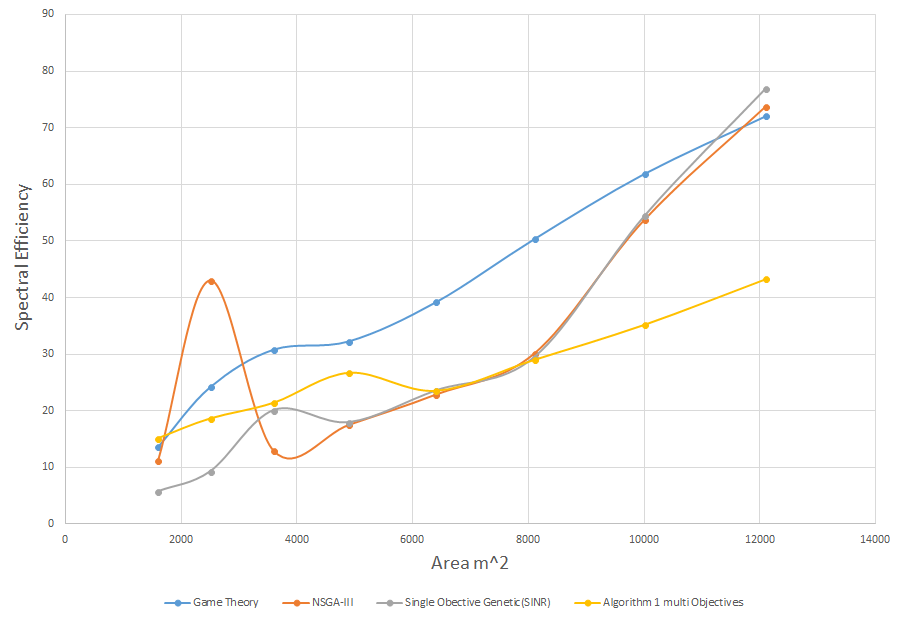 90
80
70
60
50
40
30
20
10
0
Spectral Efficiency
0 2000 4000 6000 8000 10000 12000 14000
Area m^2
Game Theory NSGA-III Single Obective Genetic(SINR) Algorithm 1 multi Objectives